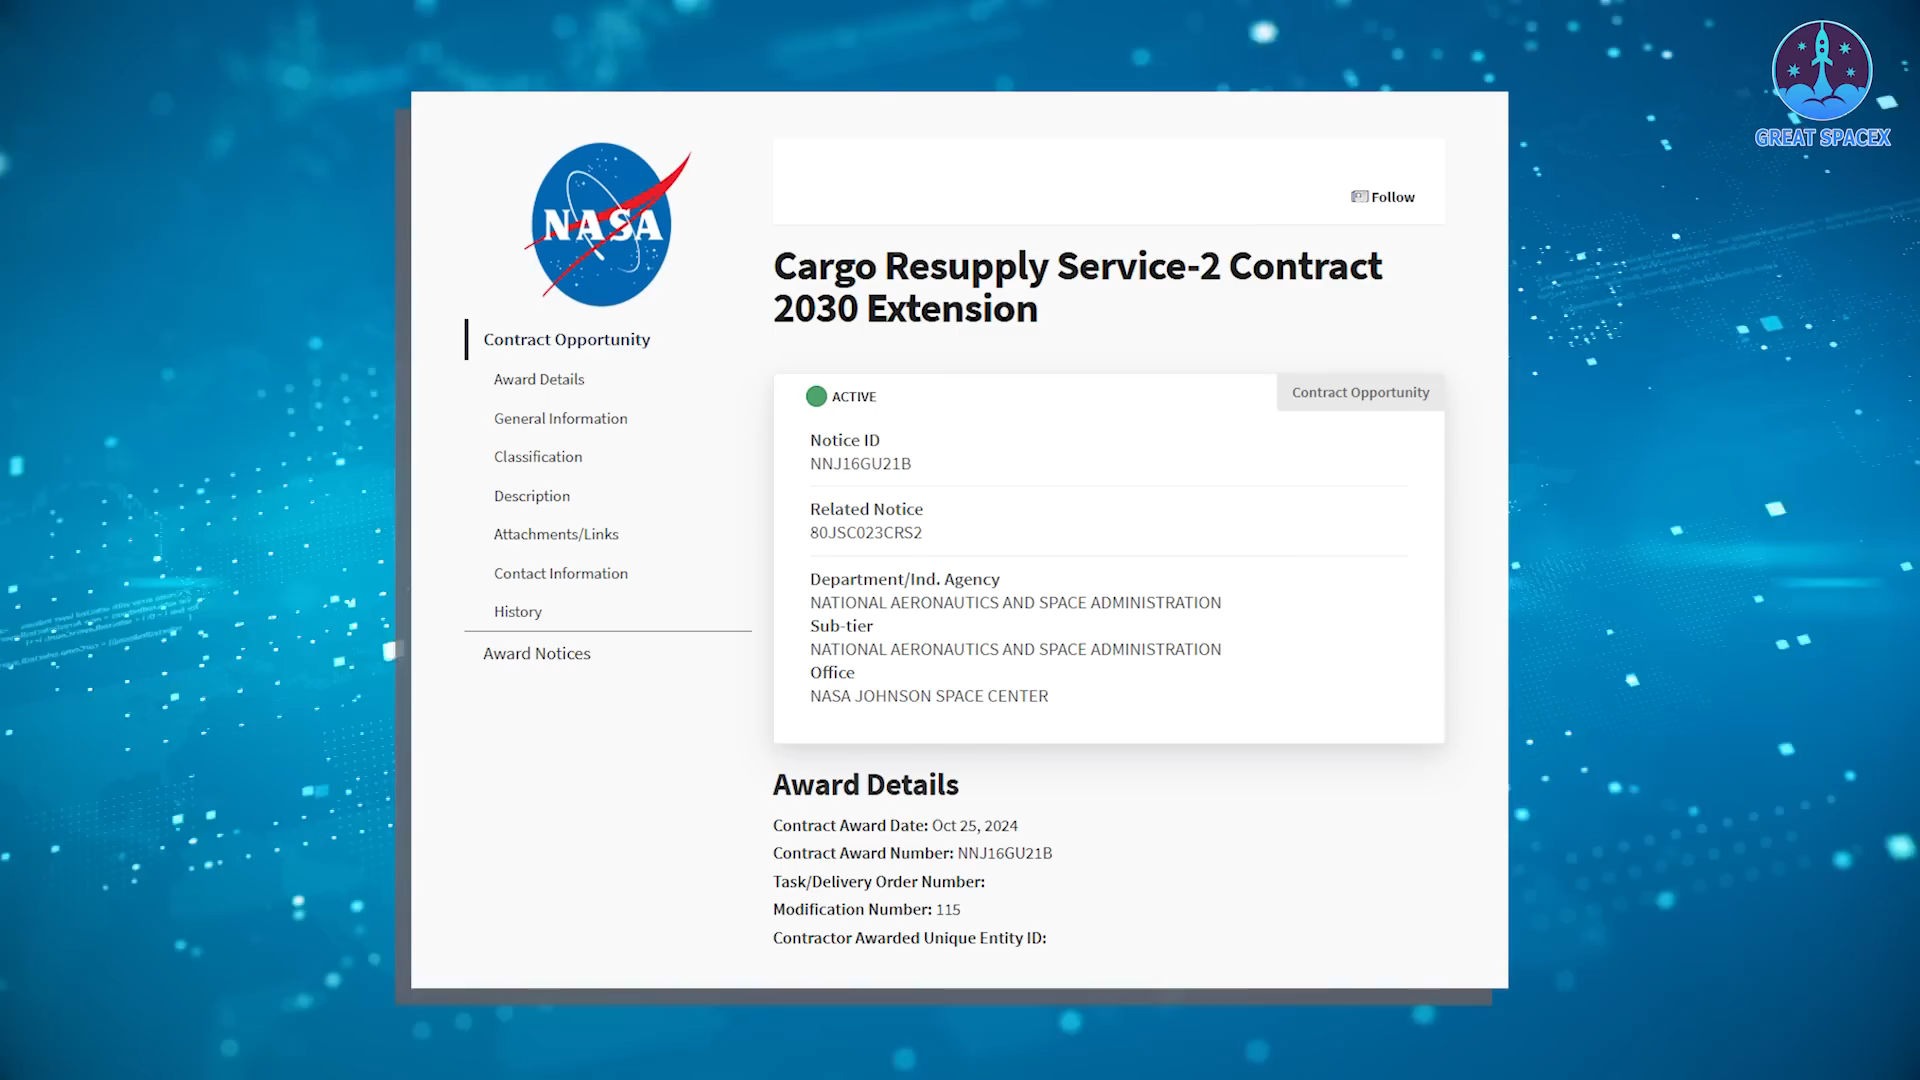 GREAT SPACEX
NASA
Follow
Cargo Resupply Service-2 Contract
2030 Extension
Contract Opportunity
Award Details
General Information
Classification
Description
Attachments/Links
Contact Information
History
Award Notices
ACTIVE
Contract Opportunity
Notice ID
NNJ16GU21B
Related Notice
80JSC023CRS2
Department/Ind. Agency
NATIONAL AERONAUTICS AND SPACE ADMINISTRATION
Sub-tier
NATIONAL AERONAUTICS AND SPACE ADMINISTRATION
Office
NASA JOHNSON SPACE CENTER
Award Details
Contract Award Date: Oct 25, 2024
Contract Award Number: NNJ16GU21B
Task/Delivery Order Number:
Modification Number: 115
Contractor Awarded Unique Entity ID: